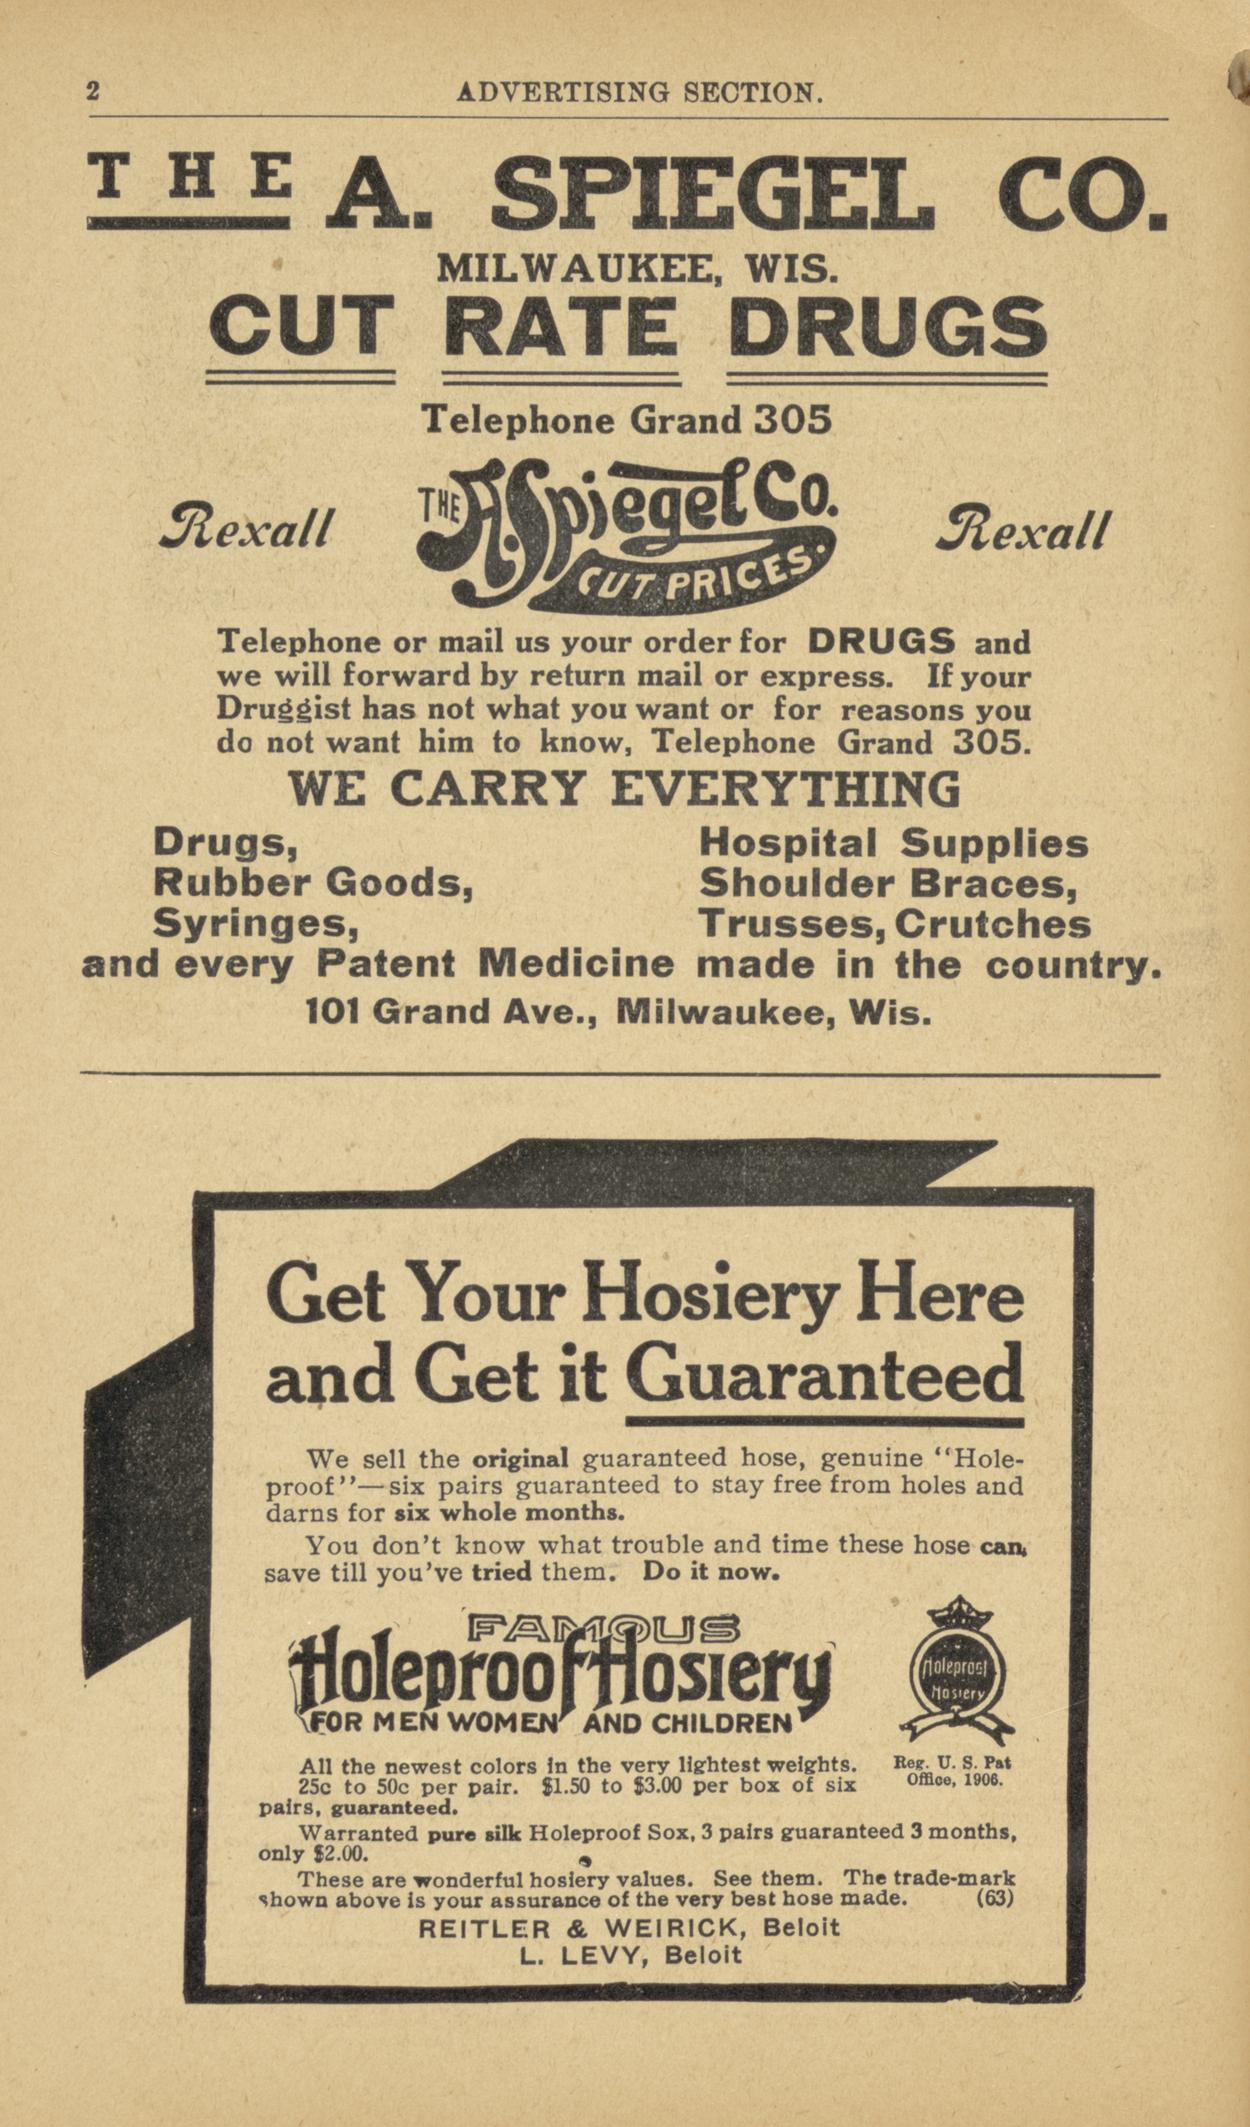 2
ADVERTISING SECTION.
THE A. SPIEGEL CO.
MILWAUKEE, WIS.
CUT RATE DRUGS
Telephone Grand 305
Rexall
THE A. Spiegel Co.
CUT PRICES.
Rexall
Telephone or mail us your order for DRUGS and
we will forward by return mail or express. If your
Druggist has not what you want or for reasons you
do not want him to know, Telephone Grand 305.
WE CARRY EVERYTHING
Drugs,
Rubber Goods,
Syringes,
Hospital Supplies
Shoulder Braces,
Trusses, Crutches
and every Patent Medicine made in the country.
101 Grand Ave., Milwaukee, Wis.
Get Your Hosiery Here
and Get it Guaranteed
We sell the original guaranteed hose, genuine "Hole-
proof"—six pairs guaranteed to stay free from holes and
darns for six whole months.
You don't know what trouble and time these hose can
save till you've tried them. Do it now.
FAMOUS
Holeproof Hosiery
FOR MEN WOMEN AND CHILDREN
Holeproof
Hosiery
Reg. U. S. Pat
Office, 1906.
All the newest colors in the very lightest weights.
25c to 50c per pair. $1.50 to $3.00 per box of six
pairs, guaranteed.
Warranted pure silk Holeproof Sox, 3 pairs guaranteed 3 months,
only $2.00.
These are wonderful hosiery values. See them. The trade-mark
shown above is your assurance of the very best hose made. (63)
REITLER & WEIRICK, Beloit
L. LEVY, Beloit